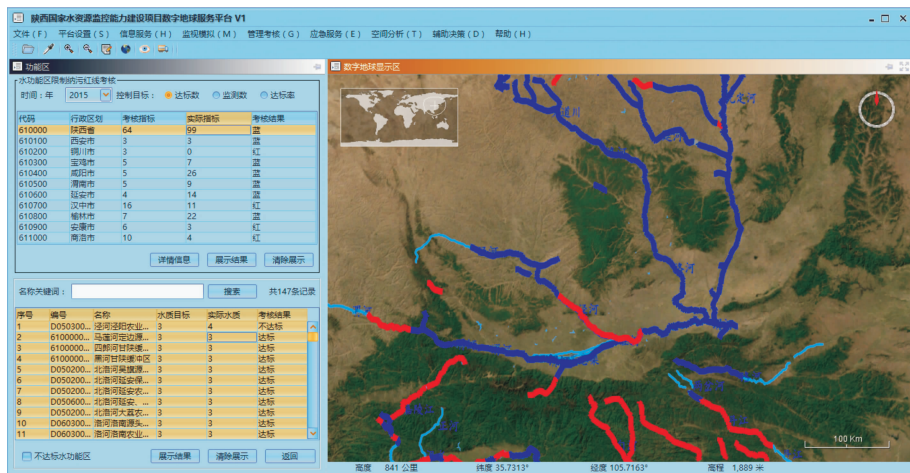 陕西国家水资源监控能力建设项目数字地球服务平台 V1
文件(F) 平台设置(S) 信息服务(H) 监视模拟(M) 管理考核(G) 应急服务(E) 空间分析(T) 辅助决策(D) 帮助(H)
功能区
数字地球显示区
水功能区限制纳污红线考核
时间：年 2015 控制目标： 达标数 监测数 达标率
代码 行政区划 考核指标 实际指标 考核结果
610000 陕西省 64 99 蓝
610100 西安市 3 3 蓝
610200 铜川市 3 0 红
610300 宝鸡市 5 7 蓝
610400 咸阳市 5 26 蓝
610500 渭南市 5 9 蓝
610600 延安市 4 14 蓝
610700 汉中市 16 11 红
610800 榆林市 7 22 蓝
610900 安康市 6 3 红
611000 商洛市 10 4 红
详情信息 展示结果 清除展示
名称关键词： 搜索 共147条记录
序号 编号 名称 水质目标 实际水质 考核结果
1 D050300... 泾河泾阳农业... 3 4 不达标
2 6100000... 马莲河定边源... 3 3 达标
3 6100000... 四郎河甘陕缓... 3 3 达标
4 6100000... 黑河甘陕缓冲区 3 3 达标
5 D050200... 北洛河吴旗源... 3 3 达标
6 D050200... 北洛河延安保... 3 3 达标
7 D050200... 北洛河延安农... 3 3 达标
8 D050600... 北洛河延安、... 3 3 达标
9 D050200... 北洛河大荔农... 3 3 达标
10 D060300... 洛河洛南源头... 3 3 达标
11 D060300... 洛河洛南农业... 3 3 达标
不达标水功能区 展示结果 清除展示 返回
100 Km
高度 841 公里 纬度 35.7313° 经度 105.7163° 高程 1,889 米